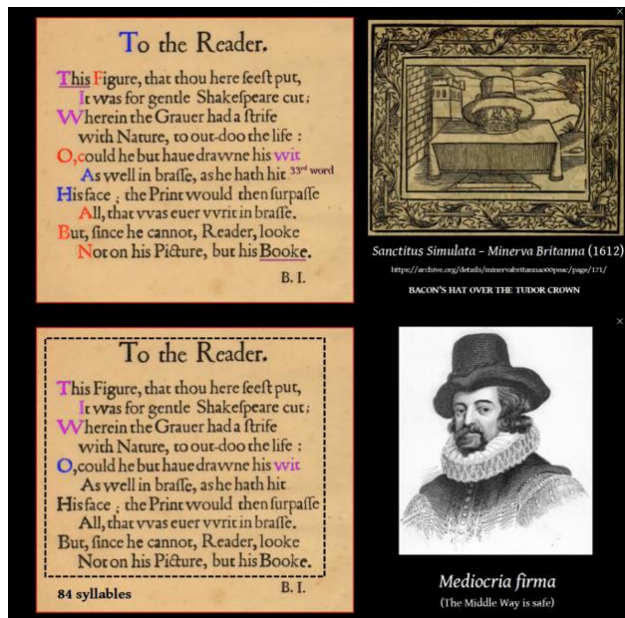 To the Reader.
This Figure, that thou here ſeeſt put,
It was for gentle Shakeſpeare cut;
Wherein the Grauer had a ſtrife
with Nature, to out-doo the life :
O,could he but haue dravvne his wit
As well in braſſe, as he hath hit 33rd word
His face ; the Print would then ſurpaſſe
All, that vvas euer vvrit in braſſe.
But, ſince he cannot, Reader, looke
Not on his Picture, but his Booke.
B. I.
Sanctitus Simulata – Minerva Britanna (1612)
https://archive.org/details/minervabritannao00peac/page/171/
BACON'S HAT OVER THE TUDOR CROWN
To the Reader.
This Figure, that thou here ſeeſt put,
It was for gentle Shakeſpeare cut;
Wherein the Grauer had a ſtrife
with Nature, to out-doo the life :
O,could he but haue dravvne his wit
As well in braſſe, as he hath hit
His face ; the Print would then ſurpaſſe
All, that vvas euer vvrit in braſſe.
But, ſince he cannot, Reader, looke
Not on his Picture, but his Booke.
84 syllables
B. I.
Mediocria firma
(The Middle Way is safe)